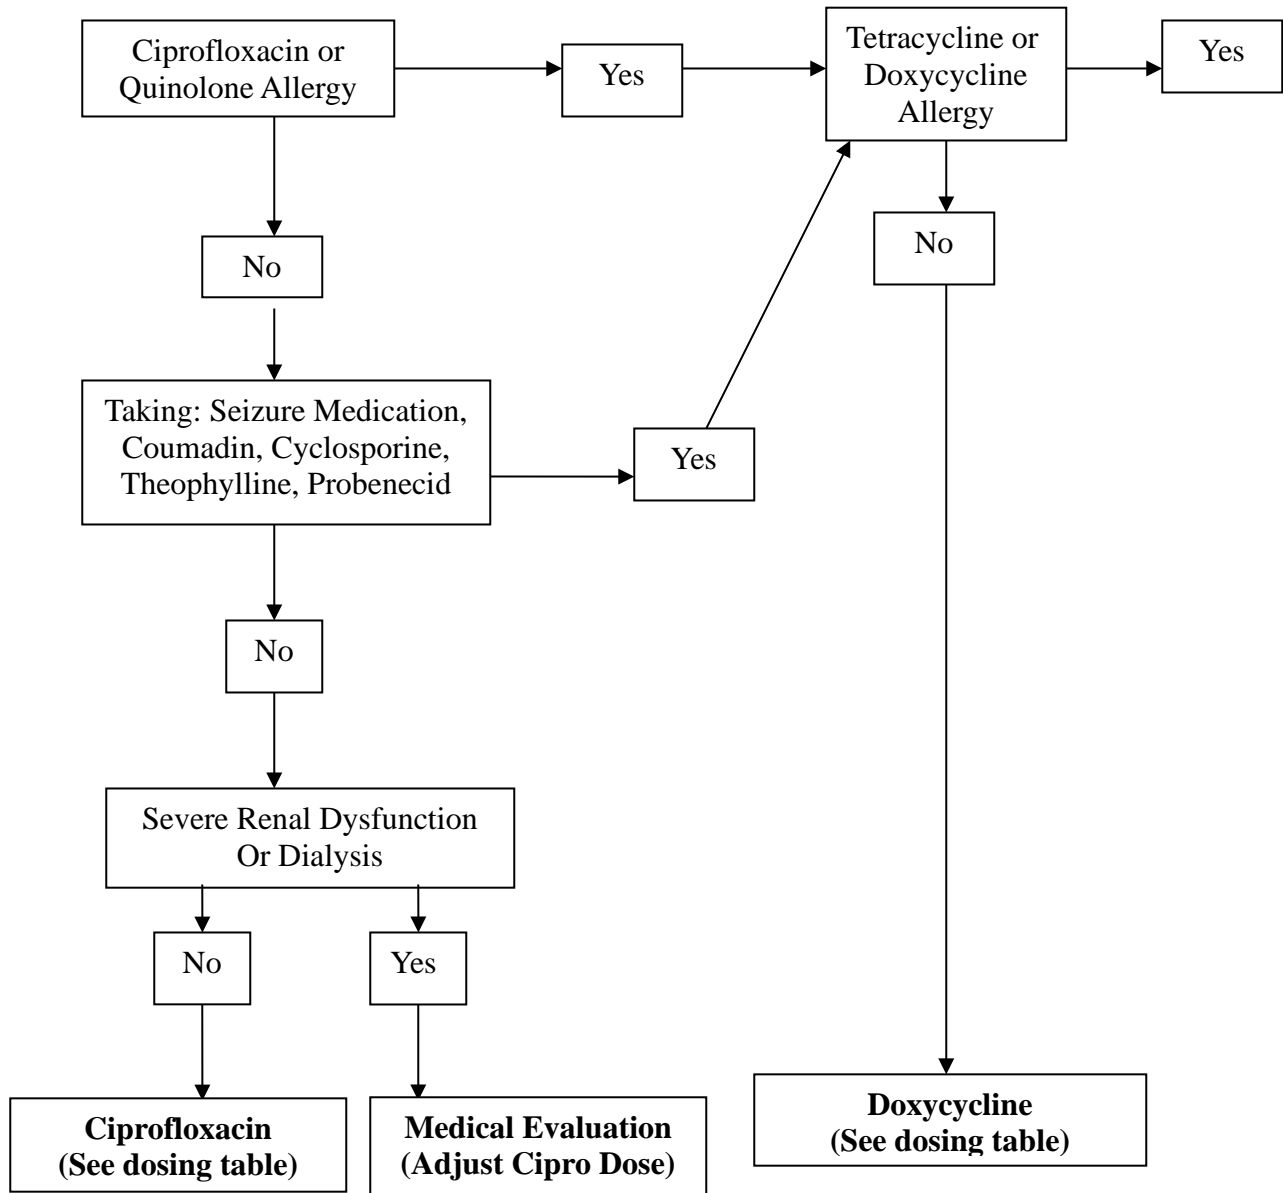 Ciprofloxacin or
Quinolone Allergy
Yes
Tetracycline or
Doxycycline
Allergy
Yes
No
No
Taking: Seizure Medication,
Coumadin, Cyclosporine,
Theophylline, Probenecid
Yes
No
Severe Renal Dysfunction
Or Dialysis
No
Yes
Ciprofloxacin
(See dosing table)
Medical Evaluation
(Adjust Cipro Dose)
Doxycycline
(See dosing table)